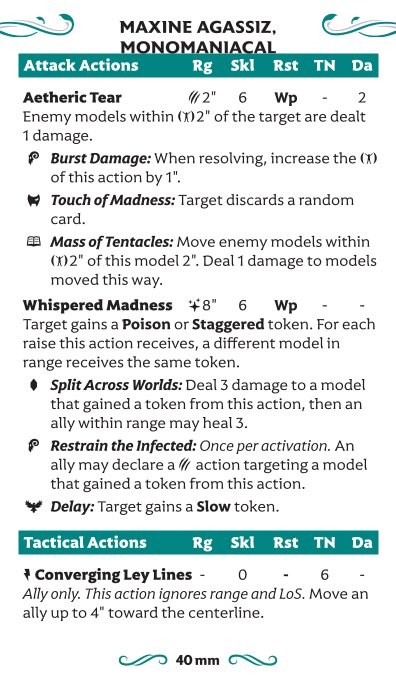 MAXINE AGASSIZ,
MONOMANIACAL
Attack Actions Rg Skl Rst TN Da
Aetheric Tear 2" 6 Wp - 2
Enemy models within 2" of the target are dealt
1 damage.
Burst Damage: When resolving, increase the
of this action by 1".
Touch of Madness: Target discards a random
card.
Mass of Tentacles: Move enemy models within
2" of this model 2". Deal 1 damage to models
moved this way.
Whispered Madness 8" 6 Wp - -
Target gains a Poison or Staggered token. For each
raise this action receives, a different model in
range receives the same token.
Split Across Worlds: Deal 3 damage to a model
that gained a token from this action, then an
ally within range may heal 3.
Restrain the Infected: Once per activation. An
ally may declare a action targeting a model
that gained a token from this action.
Delay: Target gains a Slow token.
Tactical Actions Rg Skl Rst TN Da
Converging Ley Lines - 0 - 6 -
Ally only. This action ignores range and LoS. Move an
ally up to 4" toward the centerline.
40 mm